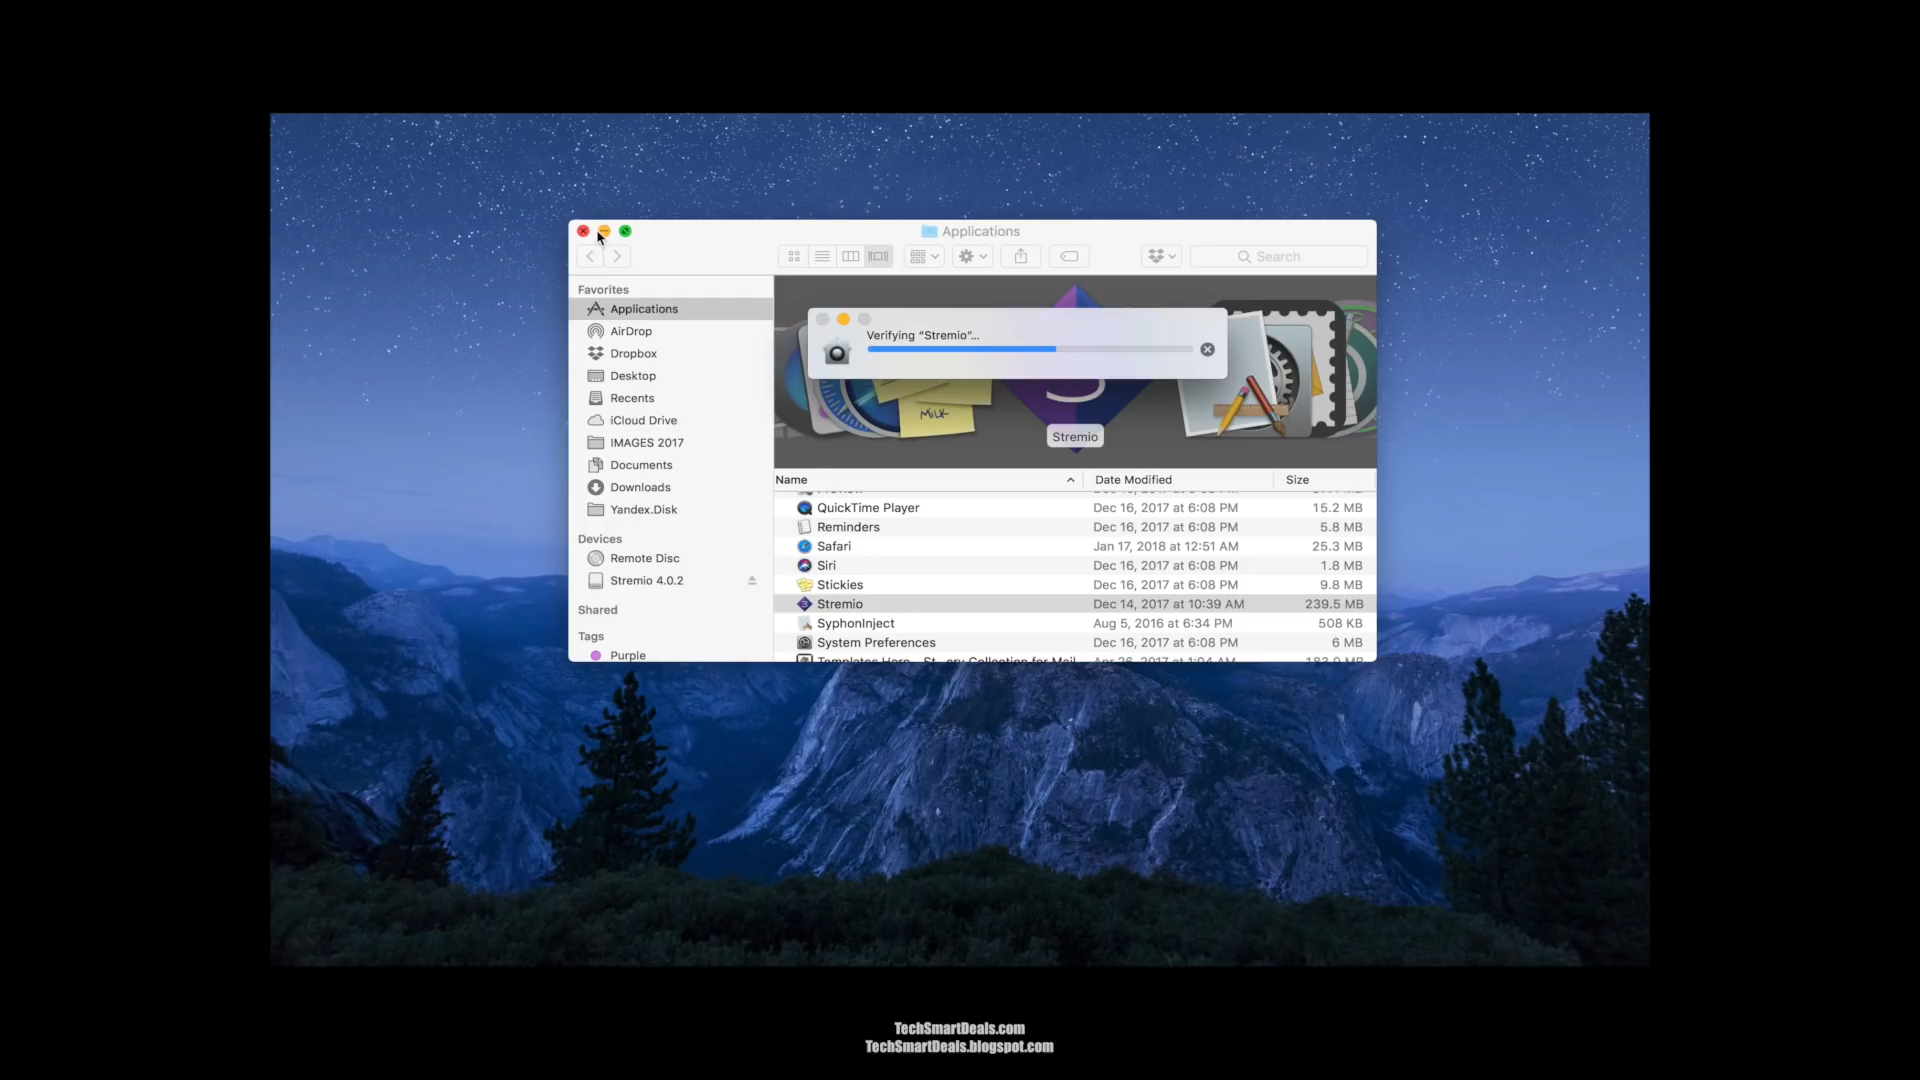 Applications
Search
Favorites
Applications
AirDrop
Dropbox
Desktop
Recents
iCloud Drive
IMAGES 2017
Documents
Downloads
Yandex.Disk
Devices
Remote Disc
Stremio 4.0.2
Shared
Tags
Purple
Verifying “Stremio”...
MILK
Stremio
Name Date Modified Size
QuickTime Player Dec 16, 2017 at 6:08 PM 15.2 MB
Reminders Dec 16, 2017 at 6:08 PM 5.8 MB
Safari Jan 17, 2018 at 12:51 AM 25.3 MB
Siri Dec 16, 2017 at 6:08 PM 1.8 MB
Stickies Dec 16, 2017 at 6:08 PM 9.8 MB
Stremio Dec 14, 2017 at 10:39 AM 239.5 MB
SyphonInject Aug 5, 2016 at 6:34 PM 508 KB
System Preferences Dec 16, 2017 at 6:08 PM 6 MB
TechSmartDeals.com
TechSmartDeals.blogspot.com